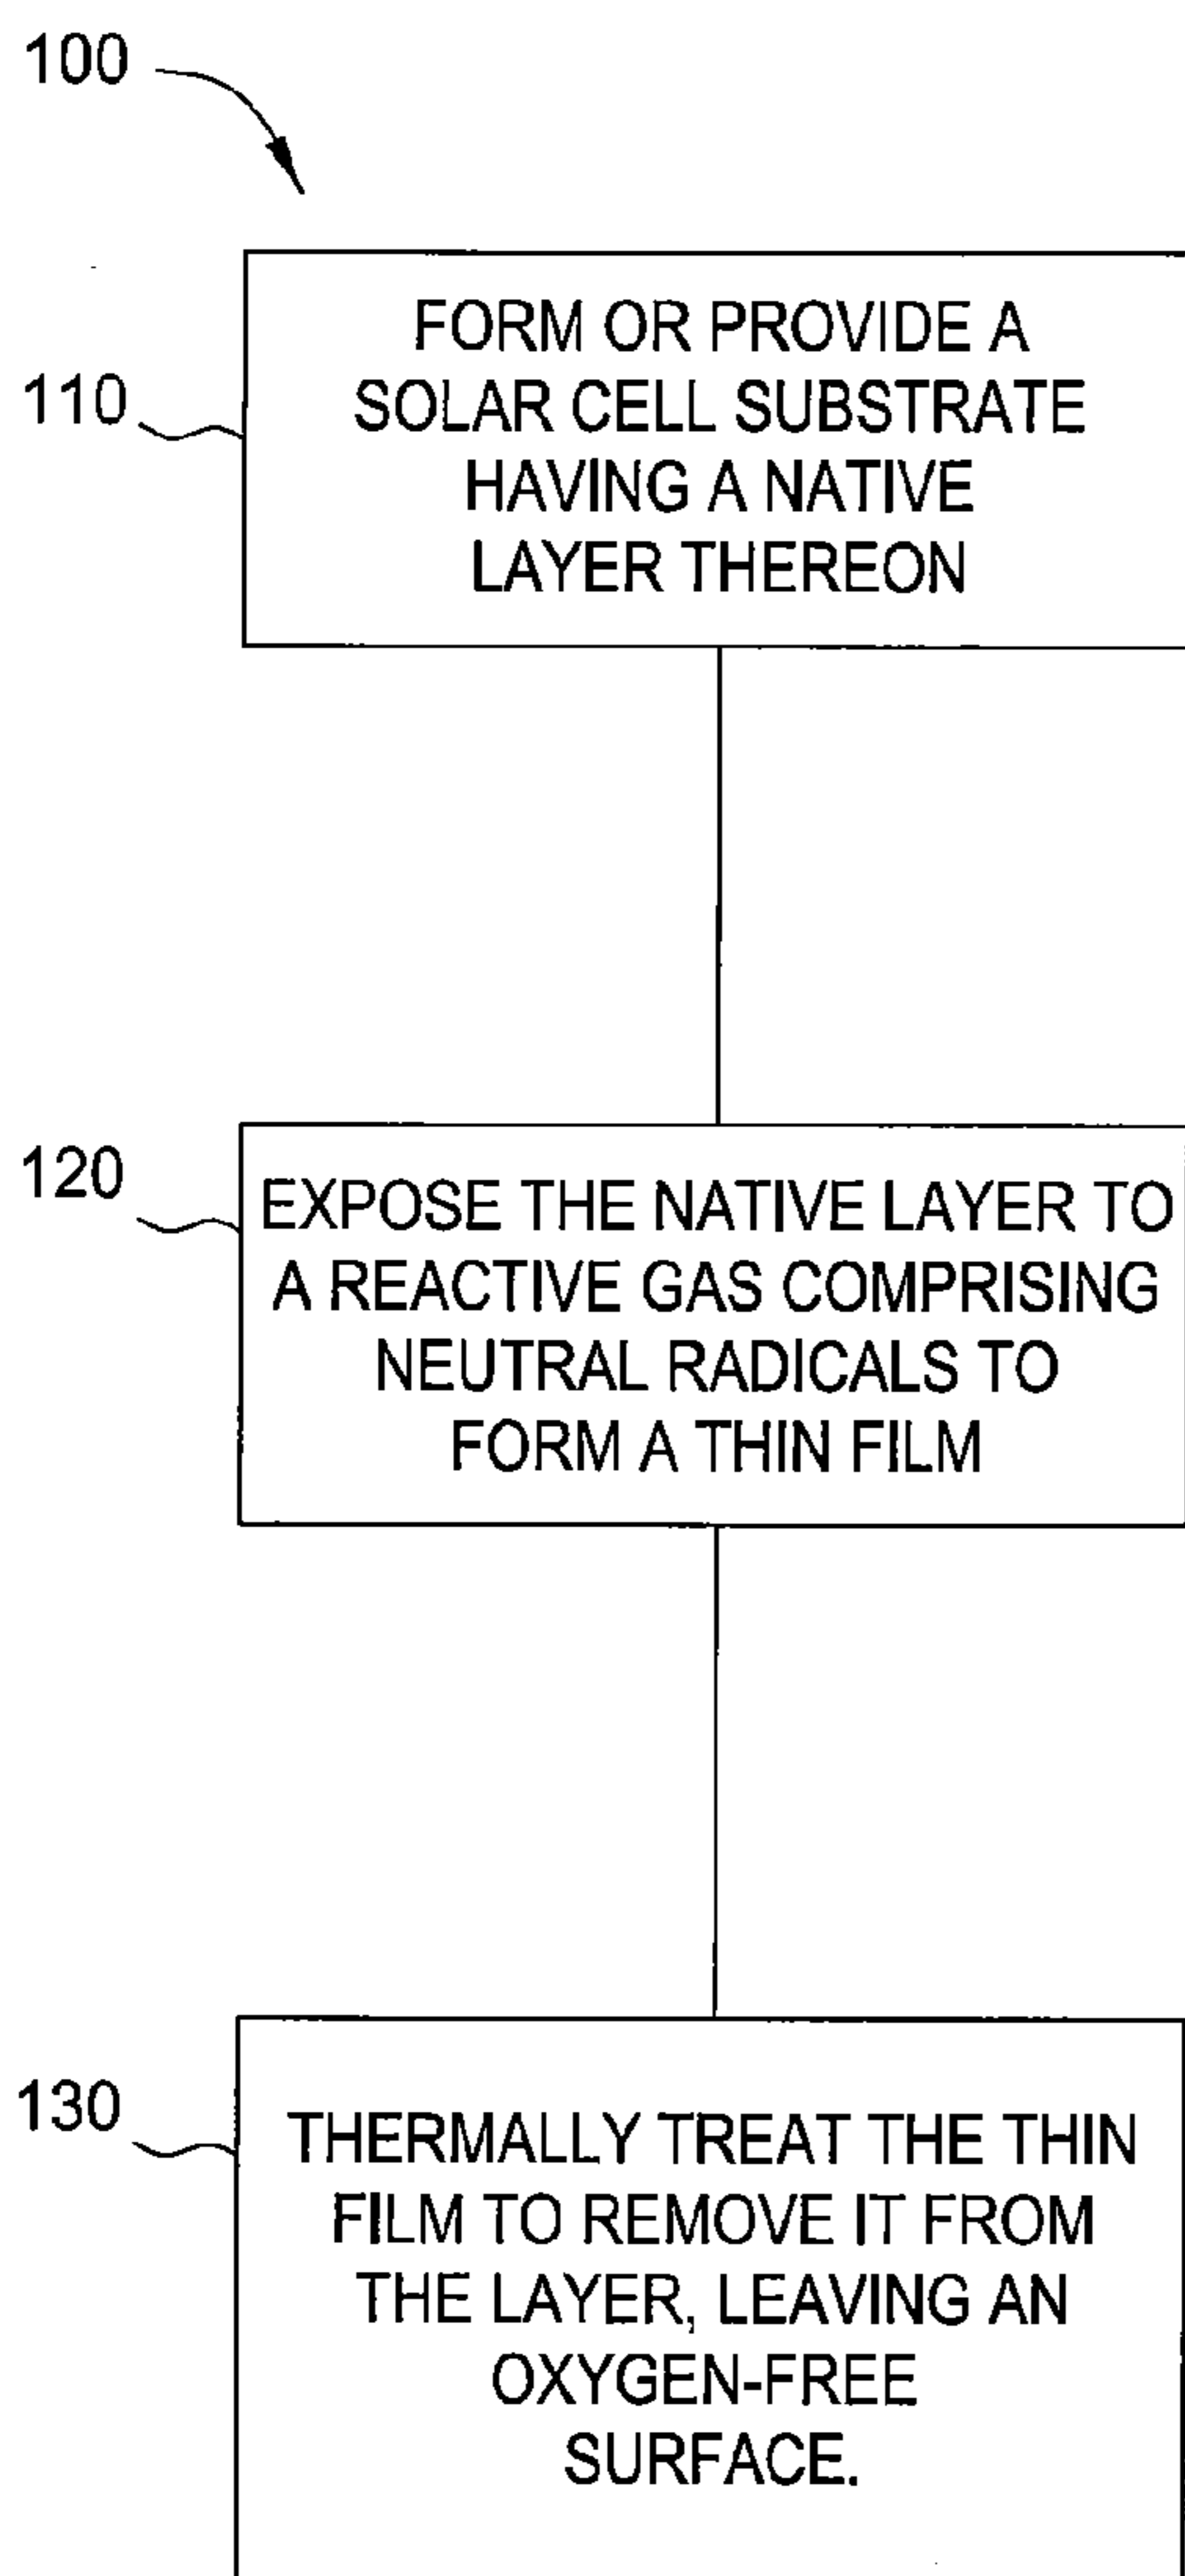 100
110
FORM OR PROVIDE A
SOLAR CELL SUBSTRATE
HAVING A NATIVE
LAYER THEREON
120
EXPOSE THE NATIVE LAYER TO
A REACTIVE GAS COMPRISING
NEUTRAL RADICALS TO
FORM A THIN FILM
130
THERMALLY TREAT THE THIN
FILM TO REMOVE IT FROM
THE LAYER, LEAVING AN
OXYGEN-FREE
SURFACE.